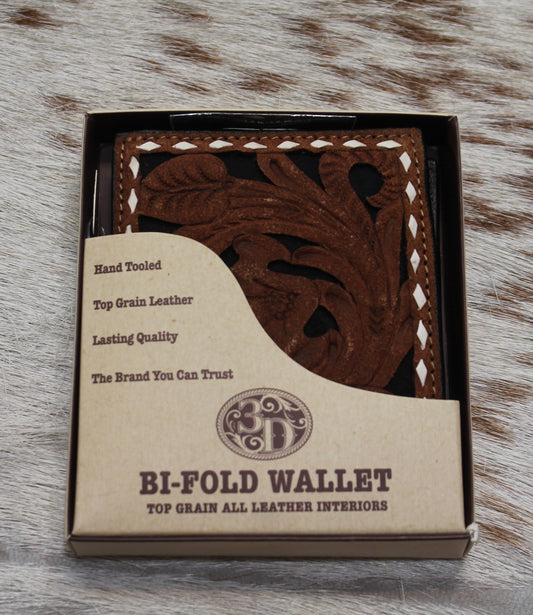 Hand Tooled
Top Grain Leather
Lasting Quality
The Brand You Can Trust
3D
BI-FOLD WALLET
TOP GRAIN ALL LEATHER INTERIORS